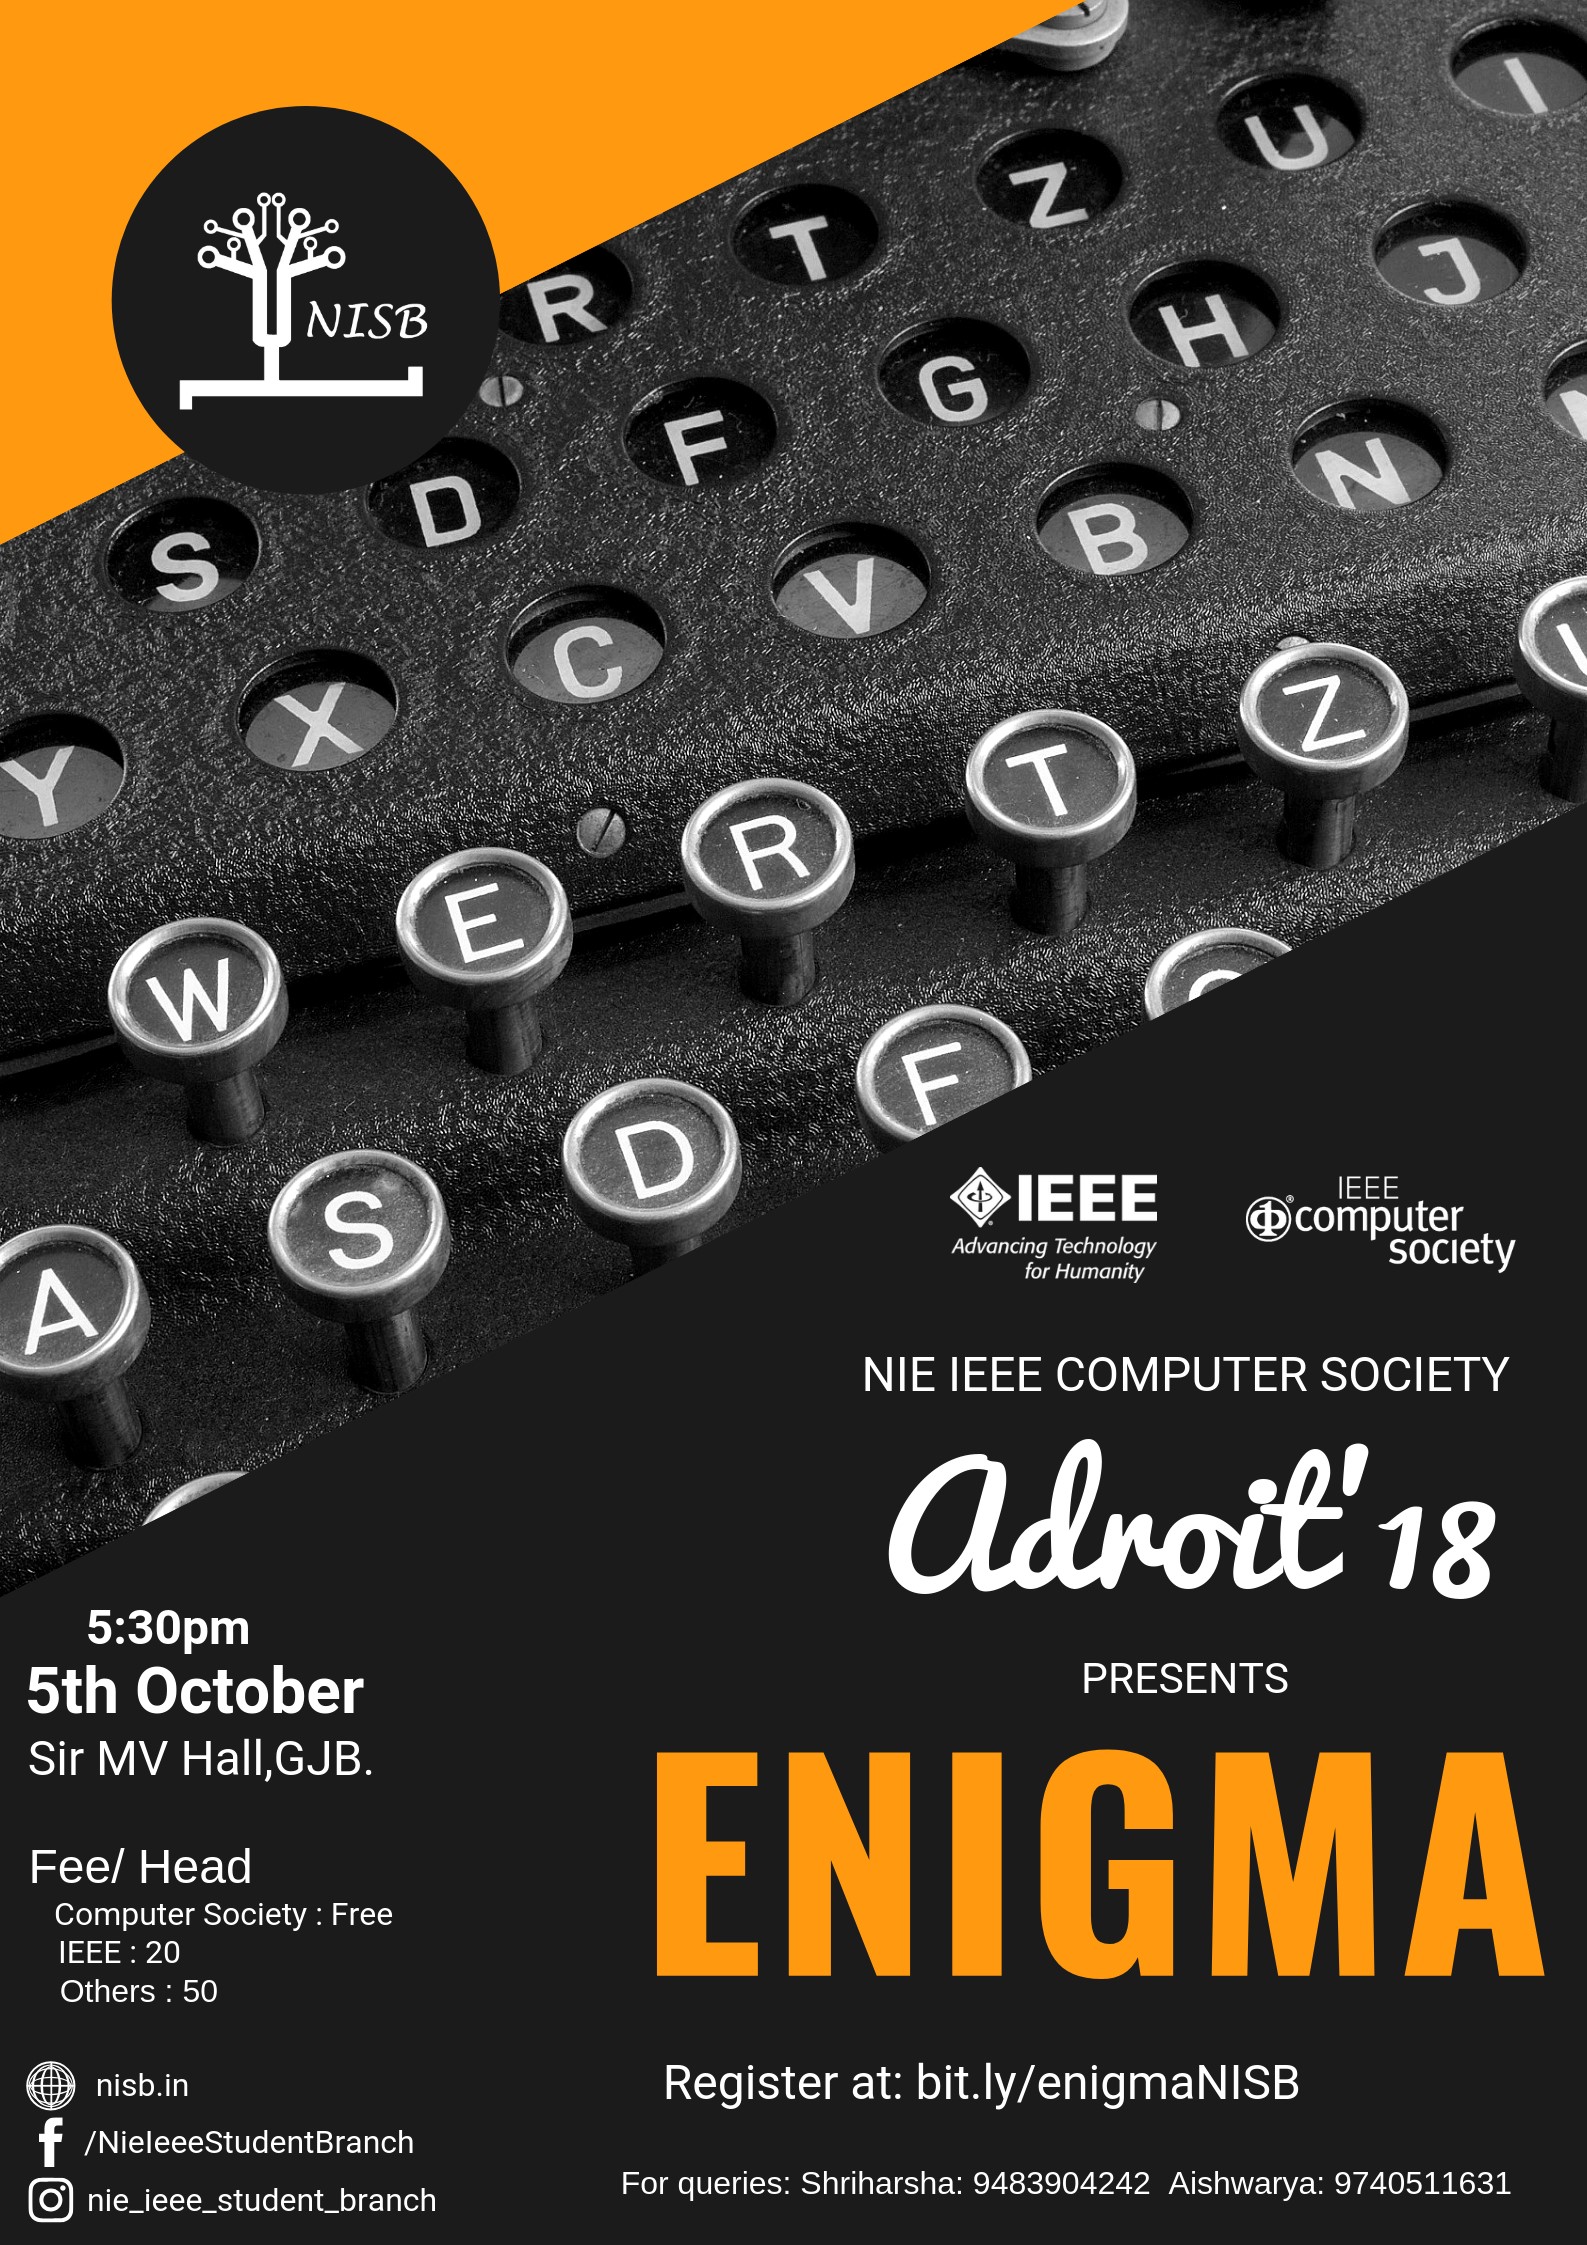 I
U
Z
T
R
J
H
G
F
D
S
N
B
V
C
X
Y
NISB
Z
T
R
E
W
F
D
S
A
IEEE
Advancing Technology
for Humanity
IEEE
computer
society
NIE IEEE COMPUTER SOCIETY
Adroit'18
PRESENTS
ENIGMA
5:30pm
5th October
Sir MV Hall,GJB.
Fee/ Head
Computer Society : Free
IEEE : 20
Others : 50
nisb.in
/NieIeeeStudentBranch
nie_ieee_student_branch
Register at: bit.ly/enigmaNISB
For queries: Shriharsha: 9483904242 Aishwarya: 9740511631